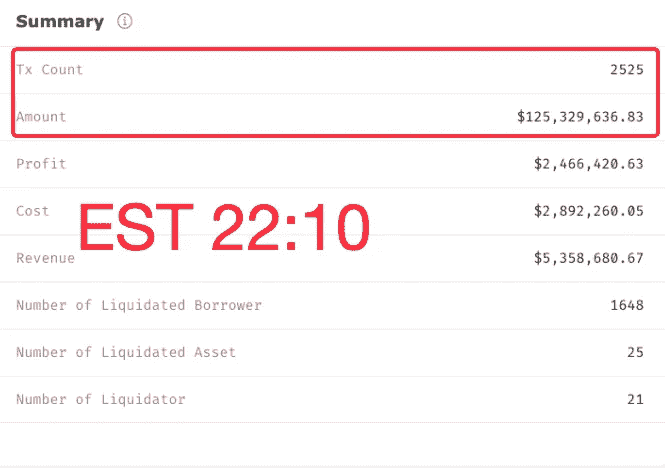 Summary
Tx Count 2525
Amount $125,329,636.83
Profit $2,466,420.63
Cost $2,892,260.05
EST 22:10
Revenue $5,358,680.67
Number of Liquidated Borrower 1648
Number of Liquidated Asset 25
Number of Liquidator 21